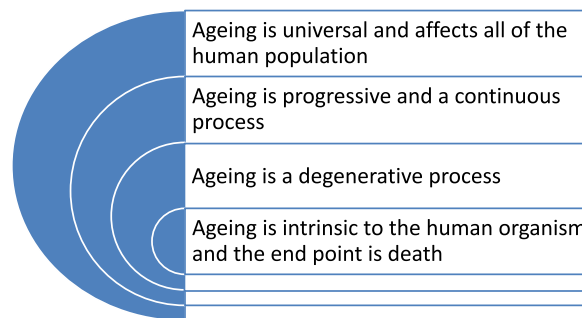 Ageing is universal and affects all of the
human population
Ageing is progressive and a continuous
process
Ageing is a degenerative process
Ageing is intrinsic to the human organism
and the end point is death